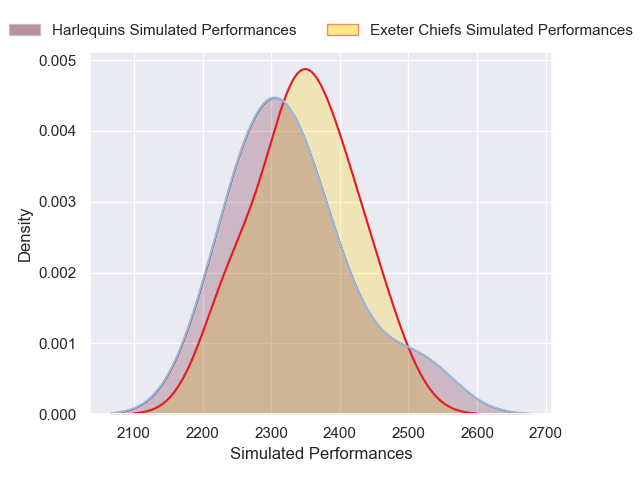 Harlequins Simulated Performances Exeter Chiefs Simulated Performances
0.005
0.004
0.003
0.002
0.001
0.000
Density
2100 2200 2300 2400 2500 2600 2700
Simulated Performances